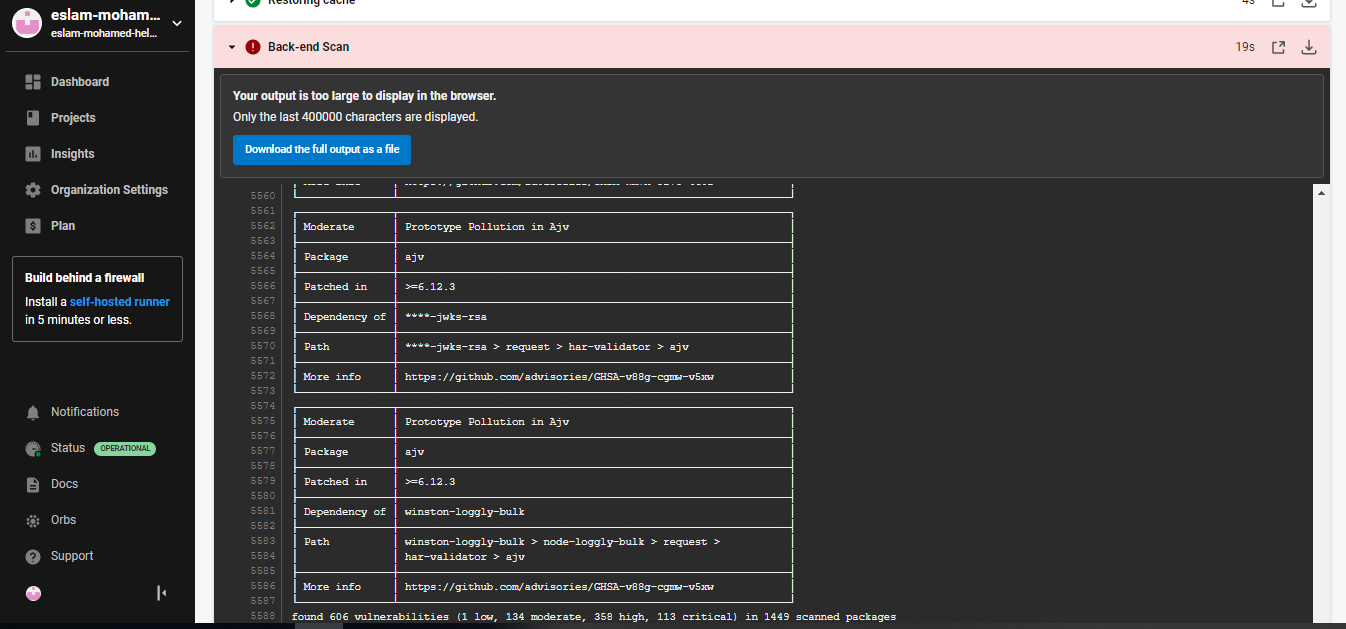 eslam-moham...
eslam-mohamed-hel...
Dashboard
Projects
Insights
Organization Settings
Plan
Build behind a firewall
Install a self-hosted runner
in 5 minutes or less.
Notifications
Status OPERATIONAL
Docs
Orbs
Support
Restoring cache 4s
Back-end Scan 19s
Your output is too large to display in the browser.
Only the last 400000 characters are displayed.
Download the full output as a file
5560
5561
5562 Moderate Prototype Pollution in Ajv
5563
5564 Package ajv
5565
5566 Patched in >=6.12.3
5567
5568 Dependency of ****-jwks-rsa
5569
5570 Path ****-jwks-rsa > request > har-validator > ajv
5571
5572 More info https://github.com/advisories/GHSA-v88g-cgmw-v5xw
5573
5574
5575 Moderate Prototype Pollution in Ajv
5576
5577 Package ajv
5578
5579 Patched in >=6.12.3
5580
5581 Dependency of winston-loggly-bulk
5582
5583 Path winston-loggly-bulk > node-loggly-bulk > request >
5584 har-validator > ajv
5585
5586 More info https://github.com/advisories/GHSA-v88g-cgmw-v5xw
5587
5588 found 606 vulnerabilities (1 low, 134 moderate, 358 high, 113 critical) in 1449 scanned packages